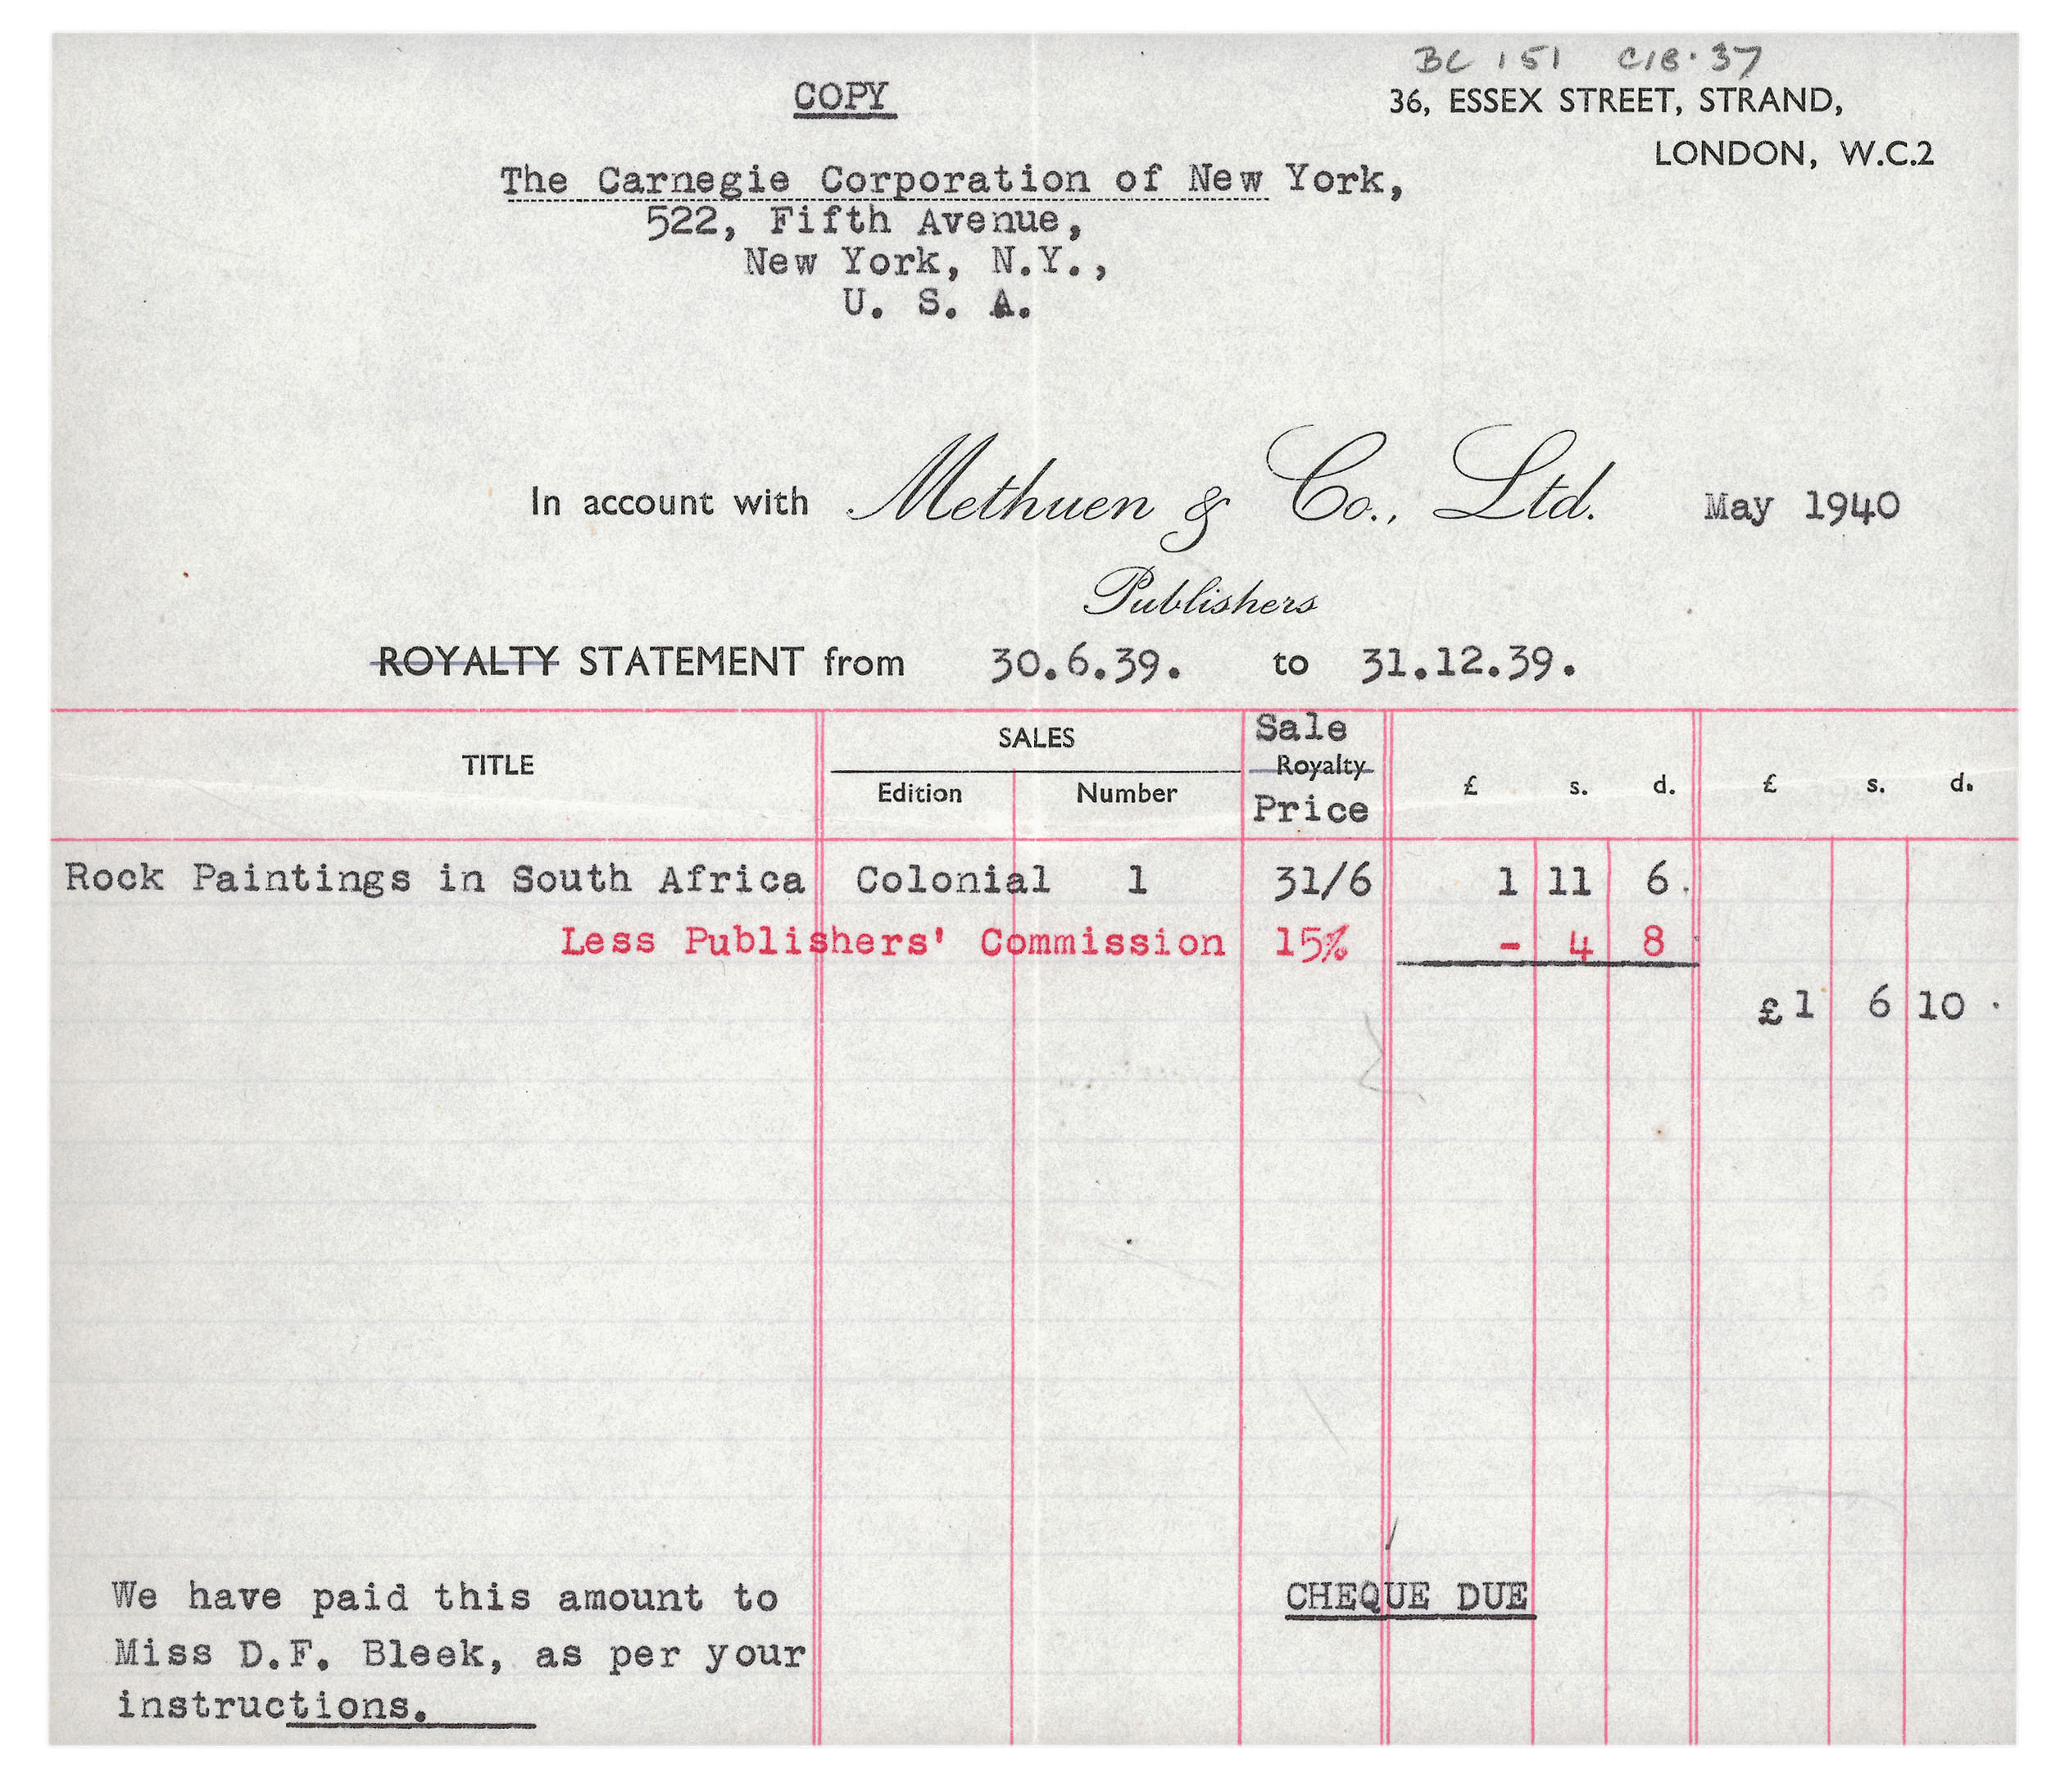 BC 151 C18.37
COPY
36, ESSEX STREET, STRAND,
LONDON, W.C.2
The Carnegie Corporation of New York,
522, Fifth Avenue,
New York, N.Y.,
U. S. A.
In account with Methuen & Co., Ltd. May 1940
Publishers
ROYALTY STATEMENT from 30.6.39. to 31.12.39.
TITLE SALES Sale Royalty Price £ s. d. £ s. d.
Edition Number
Rock Paintings in South Africa Colonial 1 31/6 1 11 6.
Less Publishers' Commission 15% - 4 8
£1 6 10 .
We have paid this amount to CHEQUE DUE
Miss D.F. Bleek, as per your
instructions.